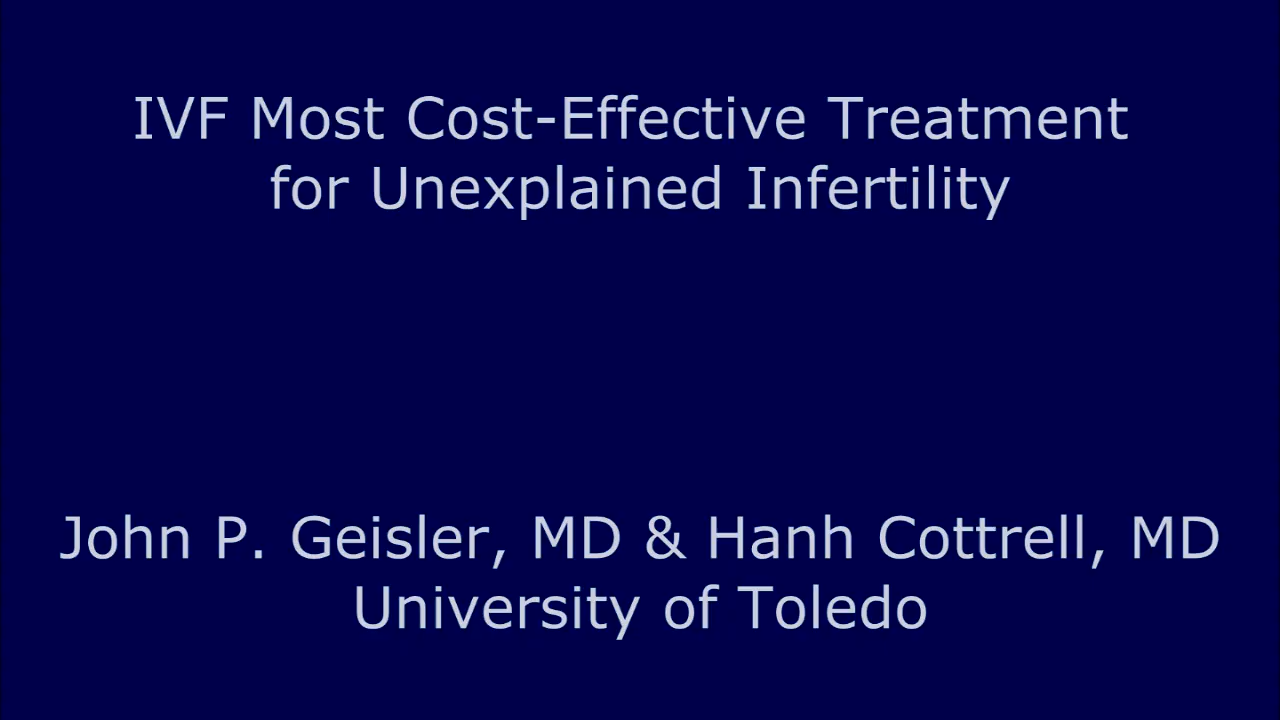 IVF Most Cost-Effective Treatment
for Unexplained Infertility
John P. Geisler, MD & Hanh Cottrell, MD
University of Toledo